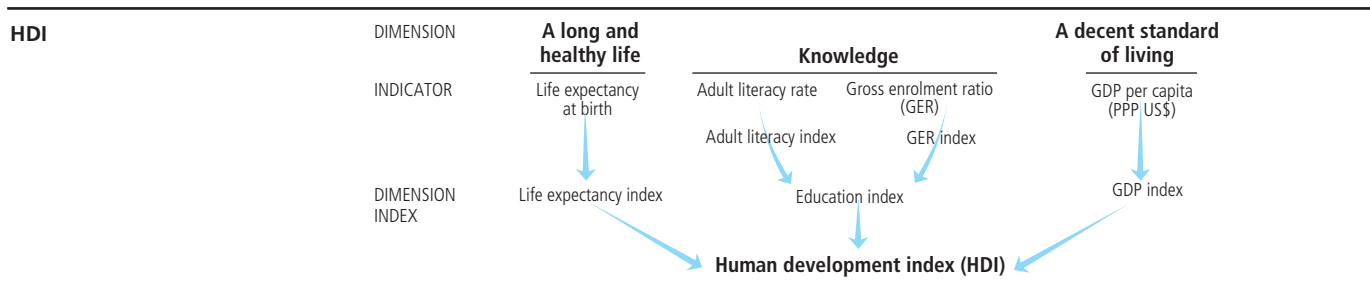 HDI
DIMENSION
A long and
healthy life
Knowledge
A decent standard
of living
INDICATOR
Life expectancy
at birth
Adult literacy rate
Gross enrolment ratio
(GER)
GDP per capita
(PPP US$)
Adult literacy index
GER index
DIMENSION
INDEX
Life expectancy index
Education index
GDP index
Human development index (HDI)